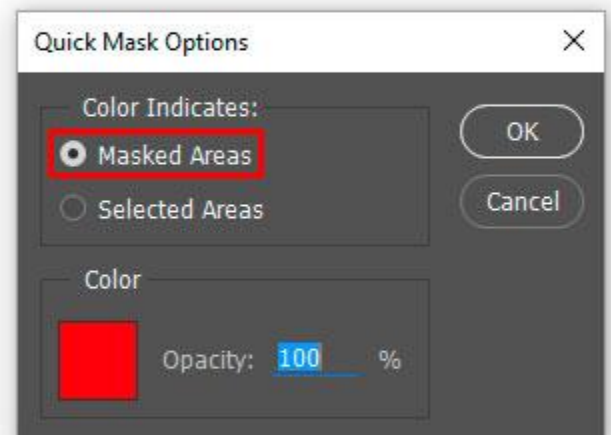 Quick Mask Options
Color Indicates:
Masked Areas
OK
Selected Areas
Cancel
Color
Opacity: 100 %